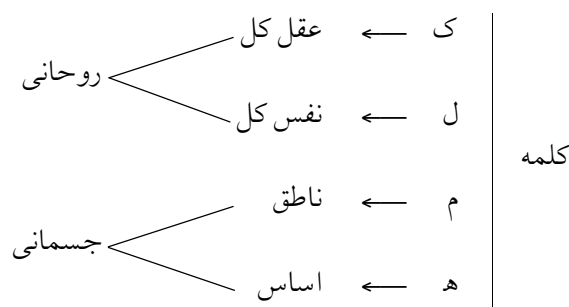 ک ← عقل کل
روحانی
ل ← نفس کل
کلمه
م ← ناطق
جسمانی
ه ← اساس